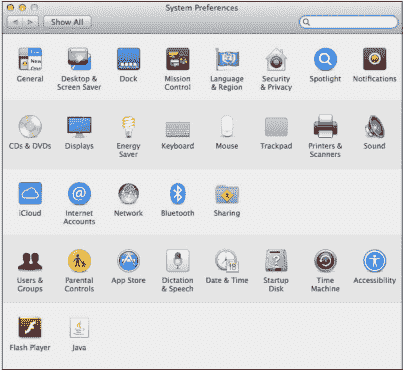 System Preferences
Show All
General
Desktop &
Screen Saver
Dock
Mission
Control
Language
& Region
Security
& Privacy
Spotlight
Notifications
CDs & DVDs
Displays
Energy
Saver
Keyboard
Mouse
Trackpad
Printers &
Scanners
Sound
iCloud
Internet
Accounts
Network
Bluetooth
Sharing
Users &
Groups
Parental
Controls
App Store
Dictation
& Speech
Date & Time
Startup
Disk
Time
Machine
Accessibility
Flash Player
Java